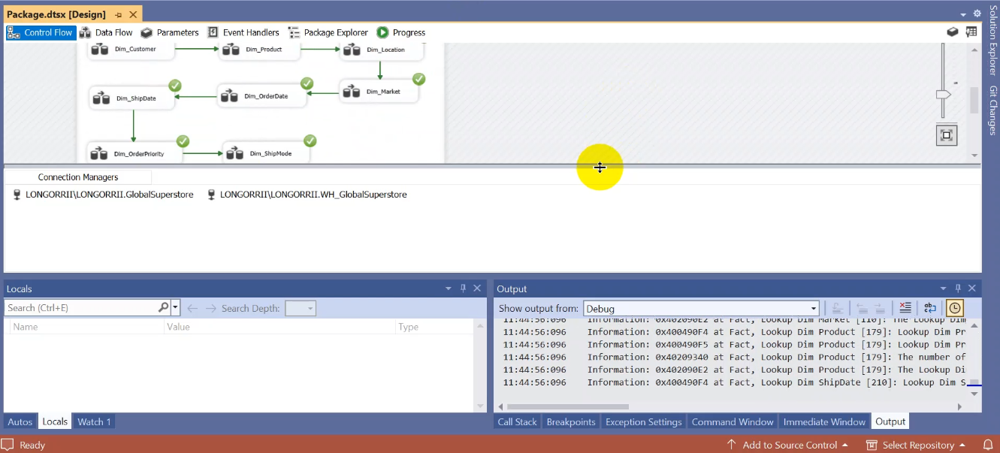 Package.dtsx [Design]
Control Flow Data Flow Parameters Event Handlers Package Explorer Progress
Dim_Customer Dim_Product Dim_Location
Dim_ShipDate Dim_OrderDate Dim_Market
Dim_OrderPriority Dim_ShipMode
Connection Managers
LONGORRII\LONGORRII.GlobalSuperstore LONGORRII\LONGORRII.WH_GlobalSuperstore
Locals
Search (Ctrl+E) Search Depth:
Name Value Type
Autos Locals Watch 1
Output
Show output from: Debug
11:44:56:096 Information: 0x402090E2 at Fact, Lookup Dim Market [110]: The Lookup Dim
11:44:56:096 Information: 0x400490F4 at Fact, Lookup Dim Product [179]: Lookup Dim Pr
11:44:56:096 Information: 0x400490F5 at Fact, Lookup Dim Product [179]: Lookup Dim Pr
11:44:56:096 Information: 0x40209340 at Fact, Lookup Dim Product [179]: The number of
11:44:56:096 Information: 0x402090E2 at Fact, Lookup Dim Product [179]: The Lookup Di
11:44:56:096 Information: 0x400490F4 at Fact, Lookup Dim ShipDate [210]: Lookup Dim S
Call Stack Breakpoints Exception Settings Command Window Immediate Window Output
Ready Add to Source Control Select Repository
Solution Explorer
Git Changes